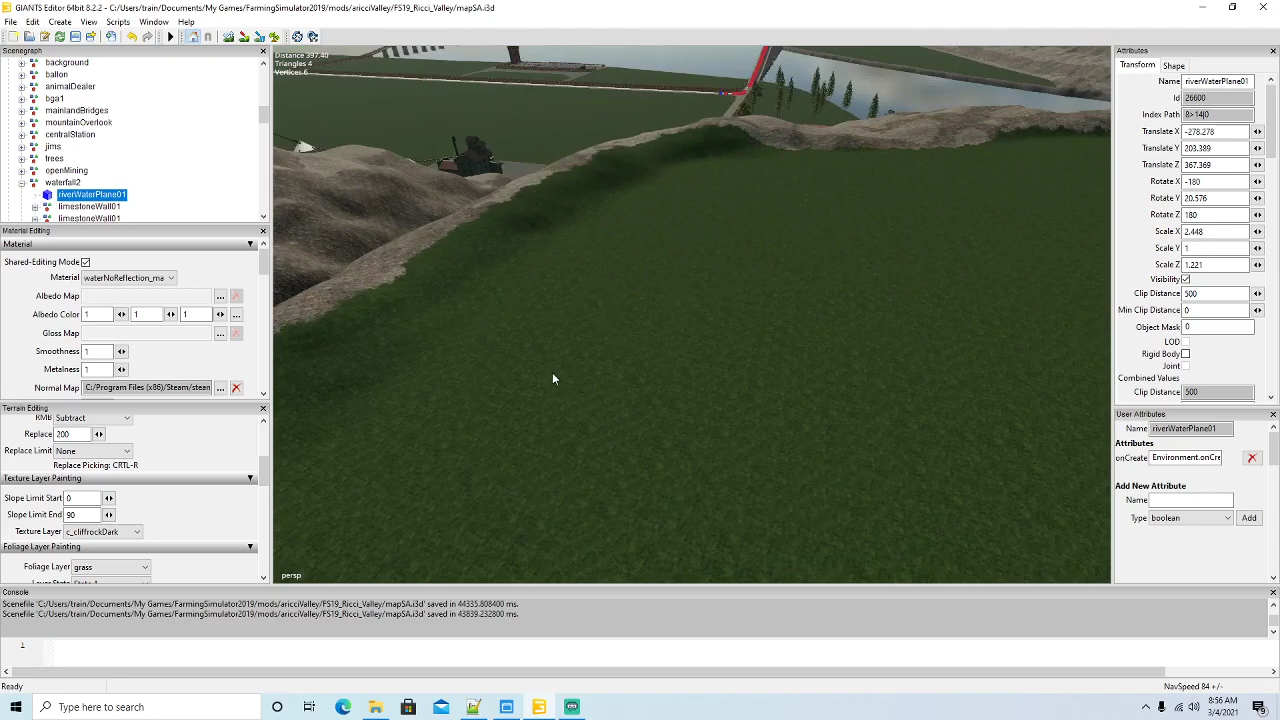 GIANTS Editor 64bit 8.2.2 - C:/Users/train/Documents/My Games/FarmingSimulator2019/mods/aricciValley/FS19_Ricci_Valley/mapSA.i3d*
File Edit Create View Scripts Window Help
Scenegraph
background
ballon
animalDealer
bga1
mainlandBridges
mountainOverlook
centralStation
jims
trees
openMining
waterfall2
riverWaterPlane01
limestoneWall01
limestoneWall01
Material Editing
Material
Shared-Editing Mode
Material waterNoReflection_ma
Albedo Map
Albedo Color 1 1 1
Gloss Map
Smoothness 1
Metalness 1
Normal Map C:/Program Files (x86)/Steam/steam
Terrain Editing
RMB Subtract
Replace 200
Replace Limit None
Replace Picking: CRTL-R
Texture Layer Painting
Slope Limit Start 0
Slope Limit End 90
Texture Layer c_cliffrockDark
Foliage Layer Painting
Foliage Layer grass
Distance 397.40
Triangles 4
Vertices 6
persp
Attributes
Transform Shape
Name riverWaterPlane01
Id 26600
Index Path 8>14|0
Translate X -278.278
Translate Y 203.389
Translate Z 367.369
Rotate X -180
Rotate Y 20.576
Rotate Z 180
Scale X 2.448
Scale Y 1
Scale Z 1.221
Visibility
Clip Distance 500
Min Clip Distance 0
Object Mask 0
LOD
Rigid Body
Joint
Combined Values
Clip Distance 500
User Attributes
Name riverWaterPlane01
Attributes
onCreate Environment.onCre
Add New Attribute
Name
Type boolean Add
Console
Scenefile 'C:/Users/train/Documents/My Games/FarmingSimulator2019/mods/aricciValley/FS19_Ricci_Valley/mapSA.i3d' saved in 44335.808400 ms.
Scenefile 'C:/Users/train/Documents/My Games/FarmingSimulator2019/mods/aricciValley/FS19_Ricci_Valley/mapSA.i3d' saved in 43839.232800 ms.
1
Ready
NavSpeed 84 +/-
Type here to search
8:56 AM
3/4/2021